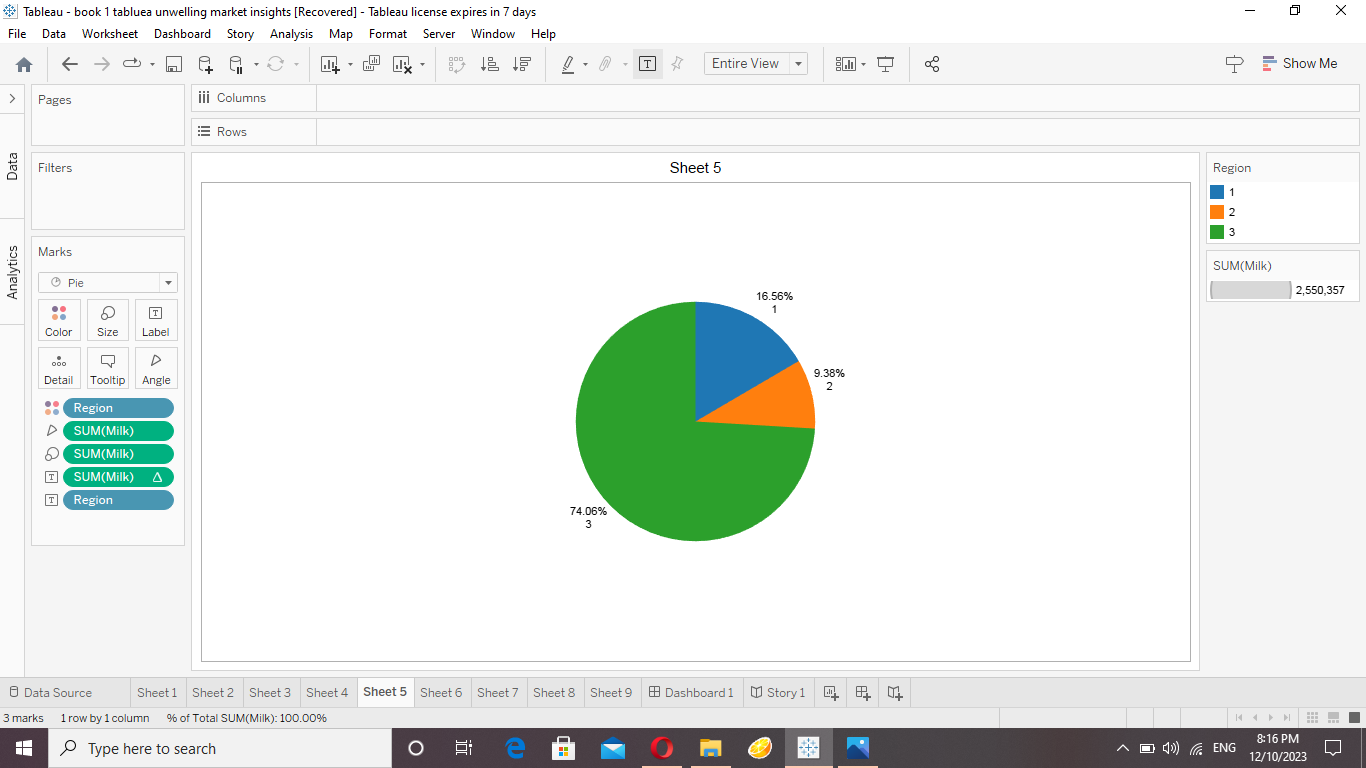 Tableau - book 1 tabluea unwelling market insights [Recovered] - Tableau license expires in 7 days
File Data Worksheet Dashboard Story Analysis Map Format Server Window Help
Entire View
Show Me
Pages
Columns
Rows
Data
Analytics
Filters
Marks
Pie
Color Size Label
Detail Tooltip Angle
Region
SUM(Milk)
SUM(Milk)
SUM(Milk)
Region
Sheet 5
16.56%
1
9.38%
2
74.06%
3
Region
1
2
3
SUM(Milk)
2,550,357
Data Source Sheet 1 Sheet 2 Sheet 3 Sheet 4 Sheet 5 Sheet 6 Sheet 7 Sheet 8 Sheet 9 Dashboard 1 Story 1
3 marks 1 row by 1 column % of Total SUM(Milk): 100.00%
Type here to search
ENG
8:16 PM
12/10/2023